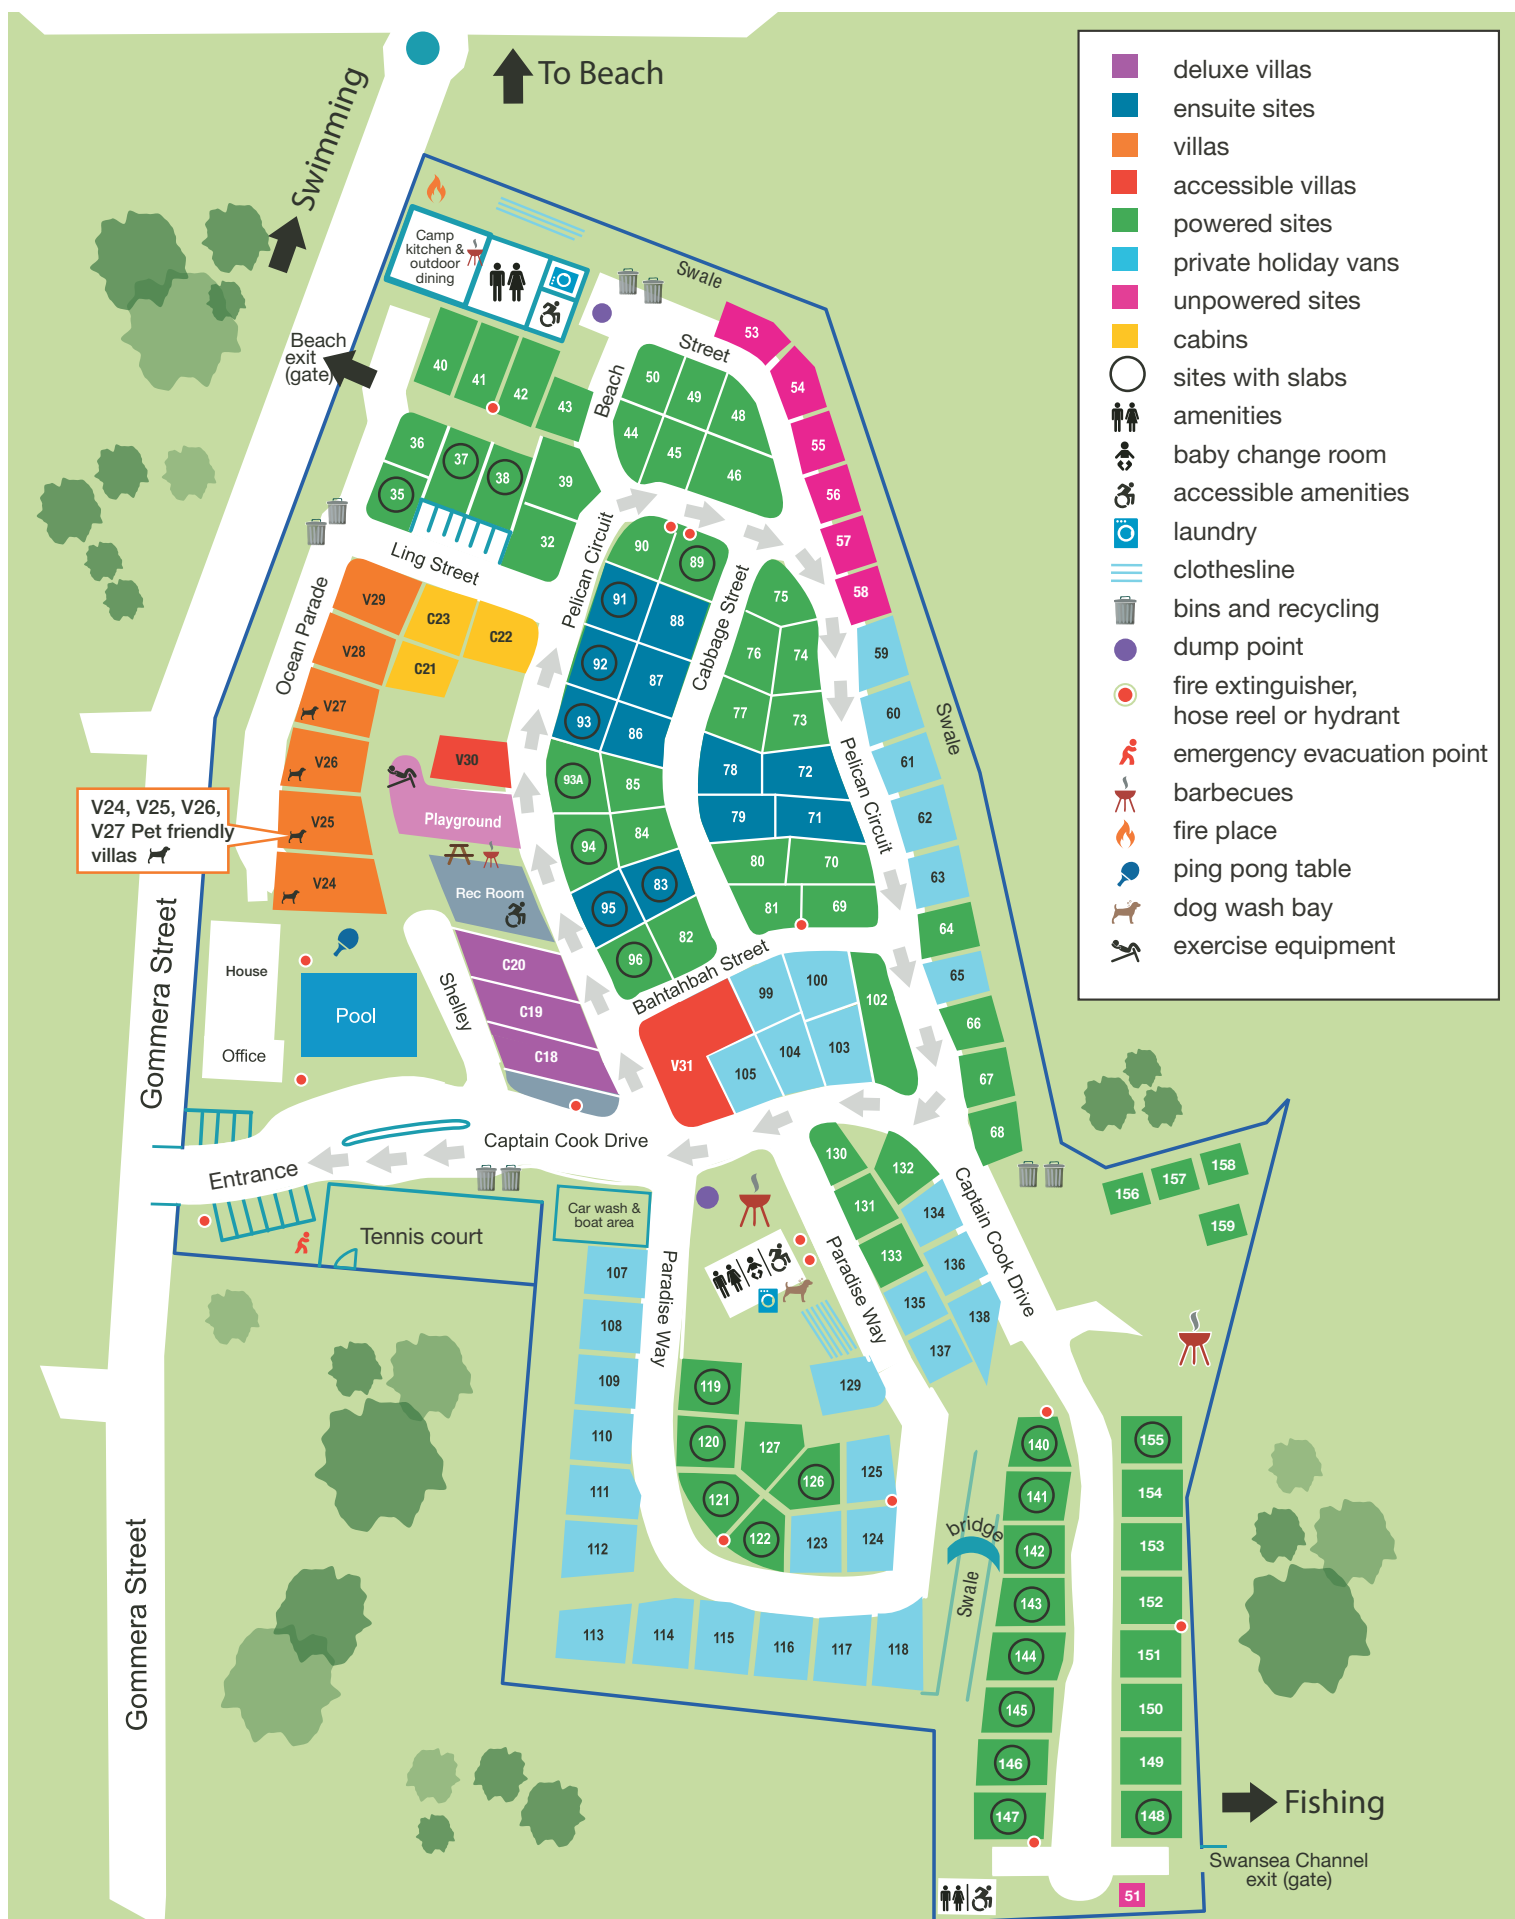 To Beach
Swimming
Camp
kitchen &
outdoor
dining
Swale
Beach
exit
(gate)
Street
Beach
53
54
55
56
57
58
40
41
42
43
50
49
48
44
45
46
36
37
38
39
35
32
Ling Street
Ocean Parade
Pelican Circuit
Cabbage Street
90
89
91
88
92
87
93
86
93A
85
94
84
95
83
96
82
75
76
74
77
73
78
72
79
71
80
70
81
69
Pelican Circuit
59
60
61
62
63
64
65
66
67
68
Swale
V29
V28
V27
V26
V25
V24
C23
C22
C21
V30
Playground
Rec Room
V24, V25, V26,
V27 Pet friendly
villas
C20
C19
C18
Shelley
House
Office
Pool
Gommera Street
Bahtahbah Street
99
100
102
V31
105
104
103
Captain Cook Drive
Entrance
Tennis court
Car wash &
boat area
Paradise Way
Paradise Way
Captain Cook Drive
130
132
131
134
133
136
135
138
137
156
157
158
159
107
108
109
110
111
112
113
114
115
116
117
118
119
120
121
122
127
126
125
123
124
129
bridge
Swale
140
141
142
143
144
145
146
147
155
154
153
152
151
150
149
148
51
Gommera Street
Fishing
Swansea Channel
exit (gate)
deluxe villas
ensuite sites
villas
accessible villas
powered sites
private holiday vans
unpowered sites
cabins
sites with slabs
amenities
baby change room
accessible amenities
laundry
clothesline
bins and recycling
dump point
fire extinguisher,
hose reel or hydrant
emergency evacuation point
barbecues
fire place
ping pong table
dog wash bay
exercise equipment